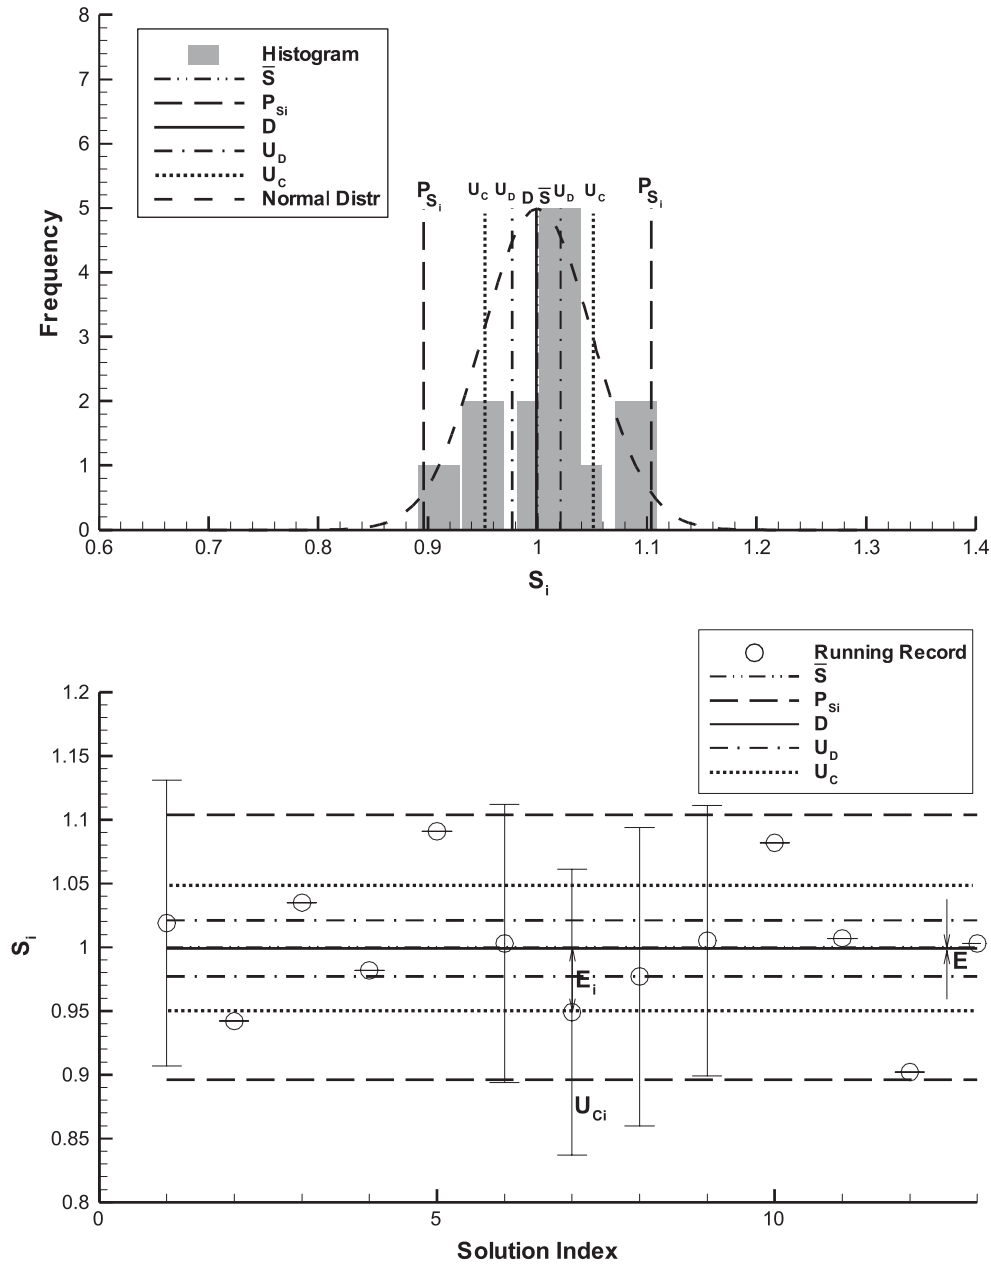 8
7
6
5
4
3
2
1
0
Frequency
Histogram
S̅
P_Si
D
U_D
U_C
Normal Distr
P_Si U_C U_D D S̅ U_D U_C P_Si
0.6 0.7 0.8 0.9 1 1.1 1.2 1.3 1.4
S_i
Running Record
S̅
P_Si
D
U_D
U_C
1.2
1.15
1.1
1.05
1
0.95
0.9
0.85
0.8
S_i
E_i
E
U_Ci
0 5 10
Solution Index